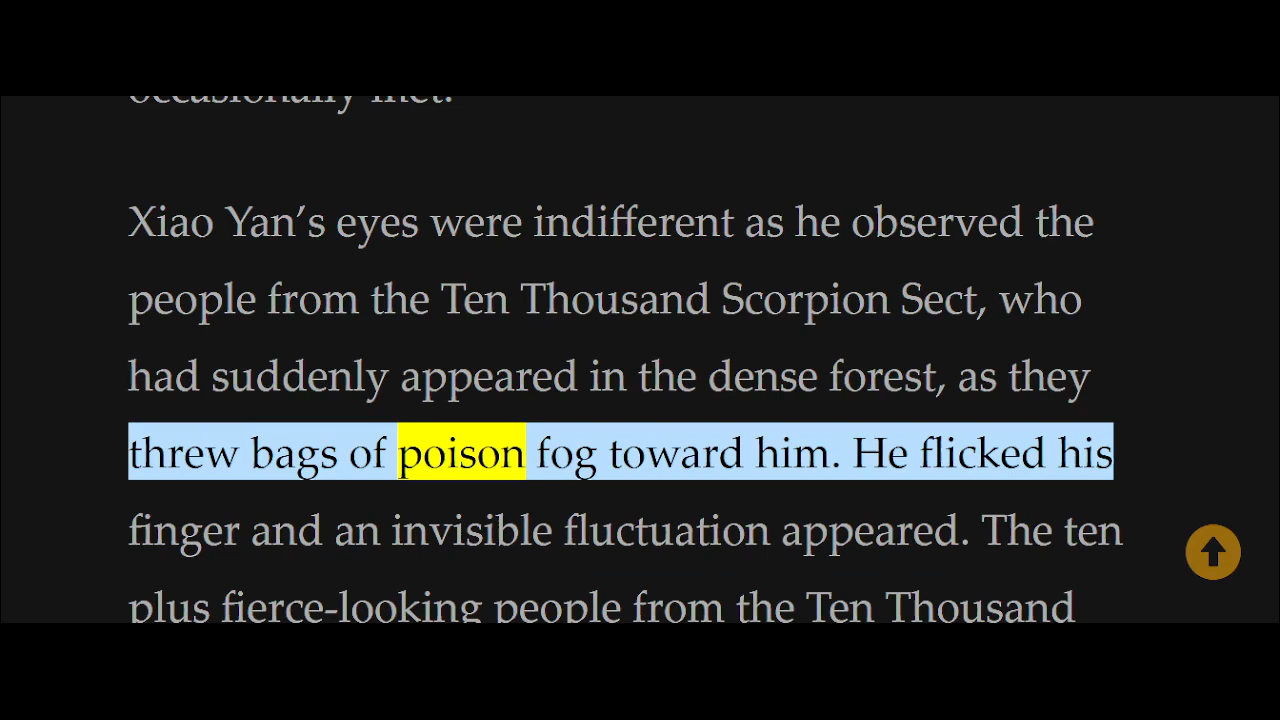 occasionally met.
Xiao Yan’s eyes were indifferent as he observed the
people from the Ten Thousand Scorpion Sect, who
had suddenly appeared in the dense forest, as they
threw bags of poison fog toward him. He flicked his
finger and an invisible fluctuation appeared. The ten
plus fierce-looking people from the Ten Thousand